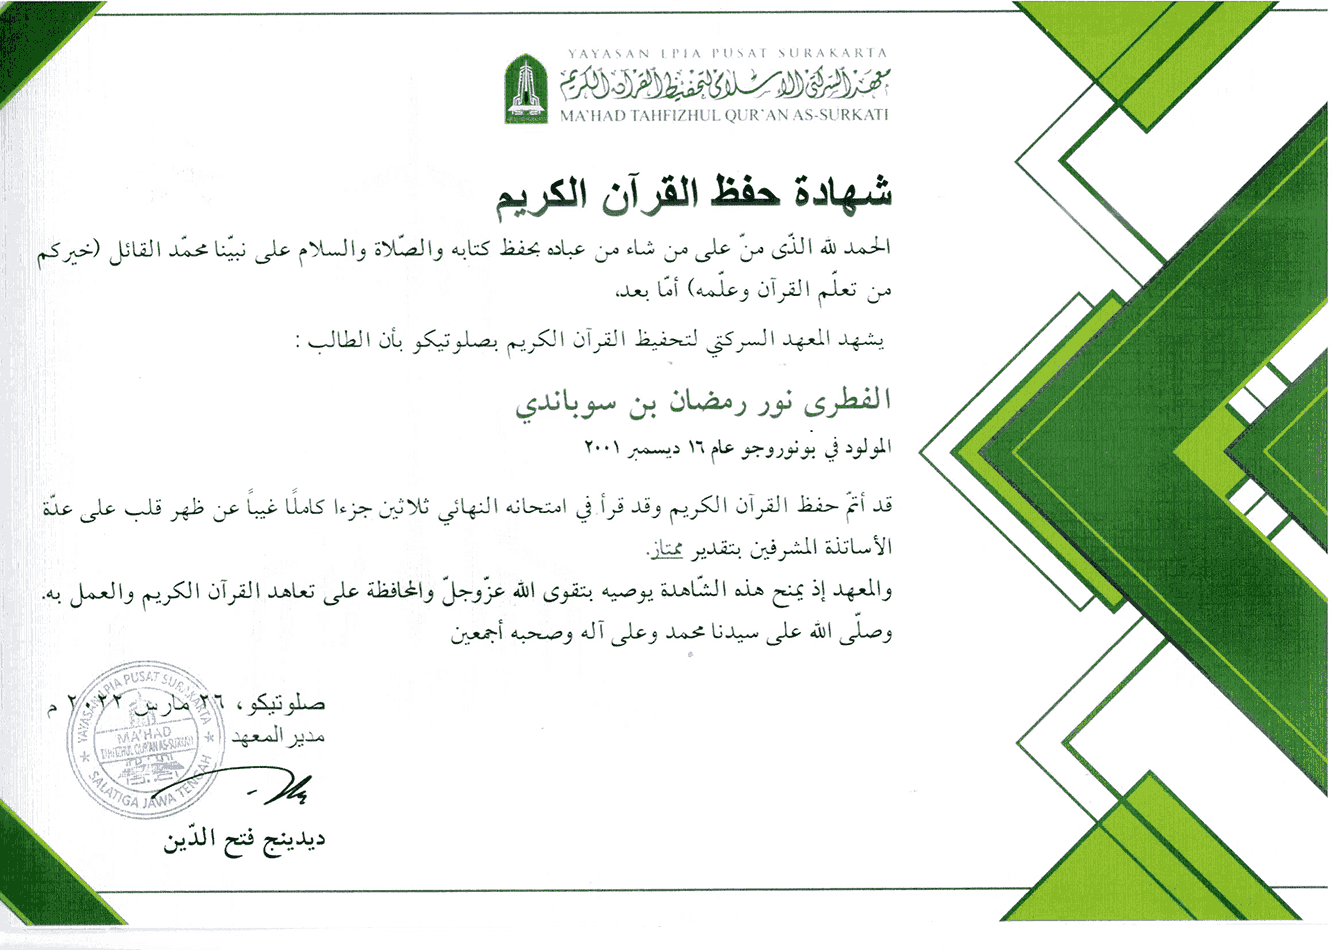 YAYASAN LPIA PUSAT SURAKARTA
معهد السركتي الإسلامي لتحفيظ القرآن الكريم
MA'HAD TAHFIZHUL QUR'AN AS-SURKATI
شهادة حفظ القرآن الكريم
الحمد لله الذّى منّ على من شاء من عباده بحفظ كتابه والصّلاة والسلام على نبيّنا محمّد القائل (خيركم
من تعلّم القرآن وعلّمه) أمّا بعد،
يشهد المعهد السركتي لتحفيظ القرآن الكريم بصلوتيكو بأن الطالب :
الفطرى نور رمضان بن سوباندي
المولود في بونوروجو عام ١٦ ديسمبر ٢٠٠١
قد أتمّ حفظ القرآن الكريم وقد قرأ في امتحانه النهائي ثلاثين جزءا كاملًا غيباً عن ظهر قلب على عدّة
الأساتذة المشرفين بتقدير ممتاز.
والمعهد إذ يمنح هذه الشّاهدة يوصيه بتقوى الله عزّوجلّ والمحافظة على تعاهد القرآن الكريم والعمل به.
وصلّى الله على سيدنا محمد وعلى آله وصحبه أجمعين
صلوتيكو، ٢٦ مارس ٢٠٢٢ م
مدير المعهد
YAYASAN LPIA PUSAT SURAKARTA
MA'HAD
TAHFIZHUL QUR'AN AS-SURKATI
SALATIGA JAWA TENGAH
ديدينج فتح الدّين